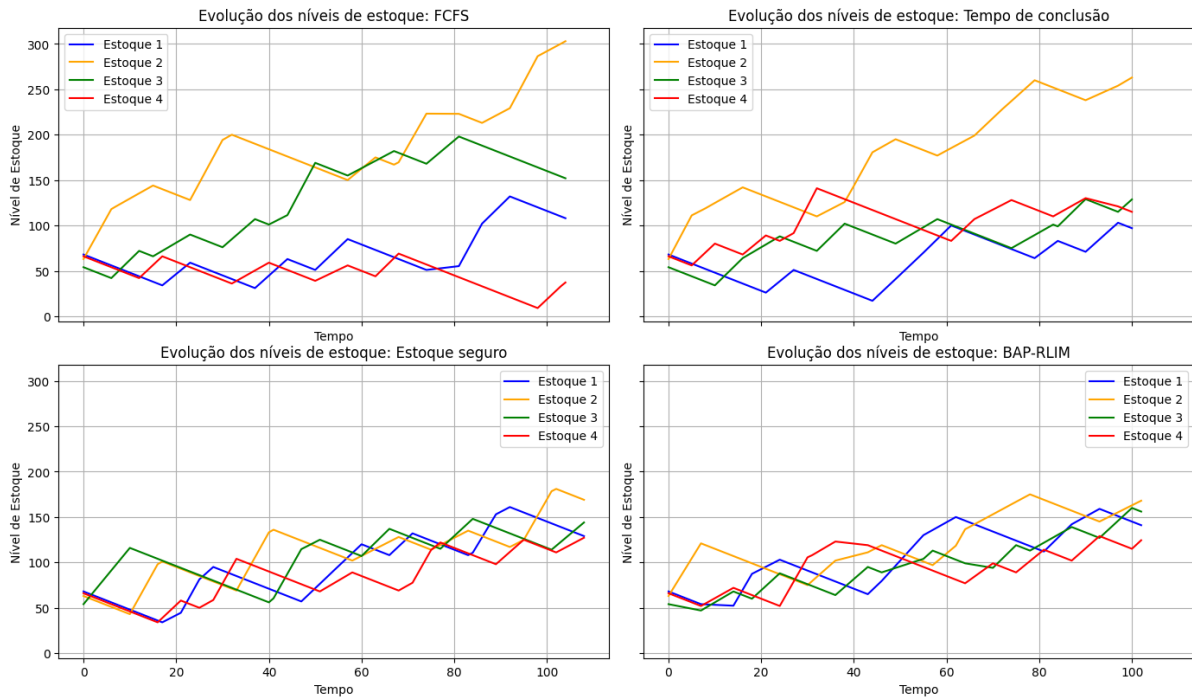 Evolução dos níveis de estoque: FCFS
Estoque 1
Estoque 2
Estoque 3
Estoque 4
300
250
200
150
100
50
0
Nível de Estoque
Tempo
Evolução dos níveis de estoque: Tempo de conclusão
Estoque 1
Estoque 2
Estoque 3
Estoque 4
Nível de Estoque
Tempo
Evolução dos níveis de estoque: Estoque seguro
Estoque 1
Estoque 2
Estoque 3
Estoque 4
300
250
200
150
100
50
0
Nível de Estoque
0 20 40 60 80 100
Tempo
Evolução dos níveis de estoque: BAP-RLIM
Estoque 1
Estoque 2
Estoque 3
Estoque 4
Nível de Estoque
0 20 40 60 80 100
Tempo